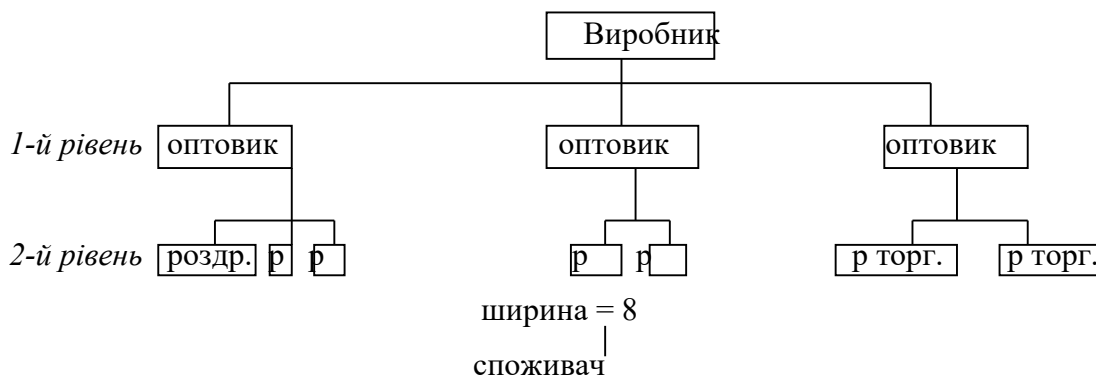 Виробник
1-й рівень оптовик оптовик оптовик
2-й рівень роздр. р р р р р торг. р торг.
ширина = 8
споживач